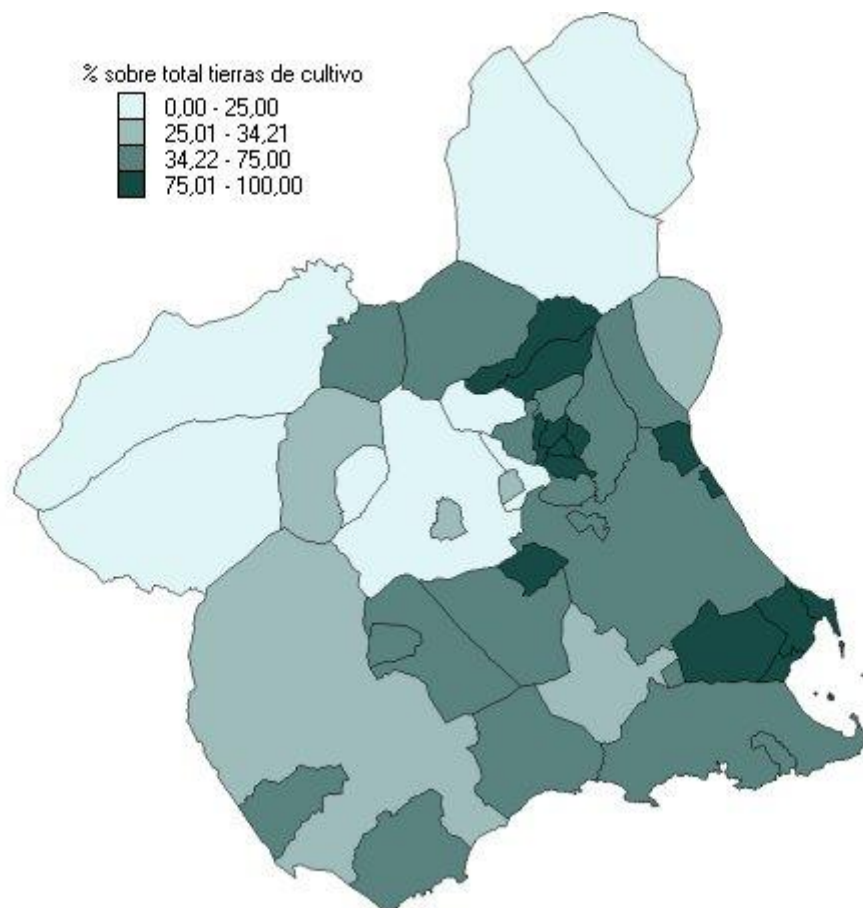 % sobre total tierras de cultivo
0,00 - 25,00
25,01 - 34,21
34,22 - 75,00
75,01 - 100,00